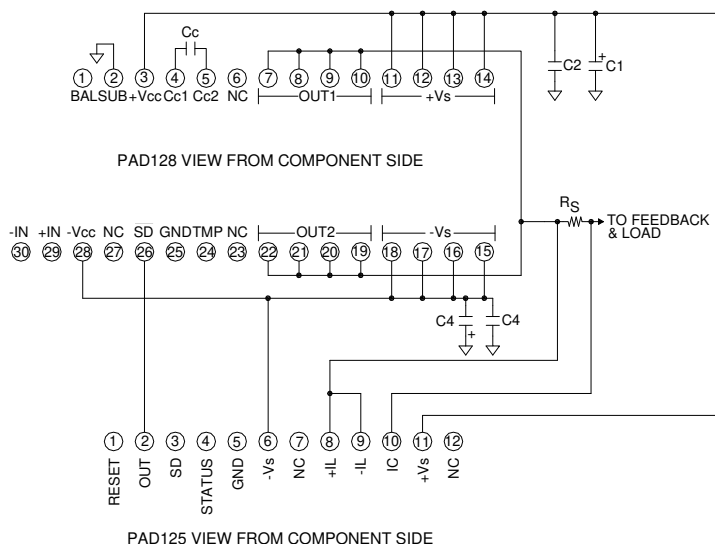 Cc
1 2 3 4 5 6 7 8 9 10 11 12 13 14
BAL SUB +Vcc Cc1 Cc2 NC OUT1 +Vs
C2 + C1
PAD128 VIEW FROM COMPONENT SIDE
RS
TO FEEDBACK
& LOAD
-IN +IN -Vcc NC SD GND TMP NC OUT2 -Vs
30 29 28 27 26 25 24 23 22 21 20 19 18 17 16 15
C4 + C4
1 2 3 4 5 6 7 8 9 10 11 12
RESET OUT SD STATUS GND -Vs NC +IL -IL IC +Vs NC
PAD125 VIEW FROM COMPONENT SIDE